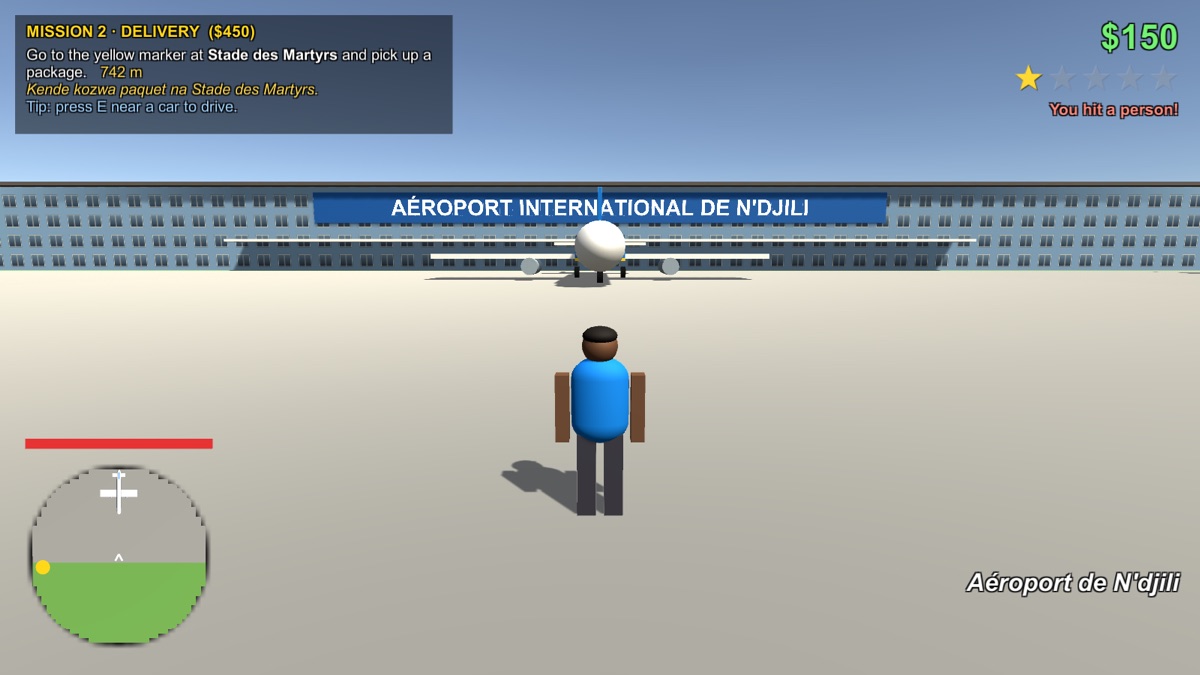 MISSION 2 · DELIVERY ($450)
Go to the yellow marker at Stade des Martyrs and pick up a
package. 742 m
Kende kozwa paquet na Stade des Martyrs.
Tip: press E near a car to drive.
$150
You hit a person!
AÉROPORT INTERNATIONAL DE N'DJILI
Aéroport de N'djili